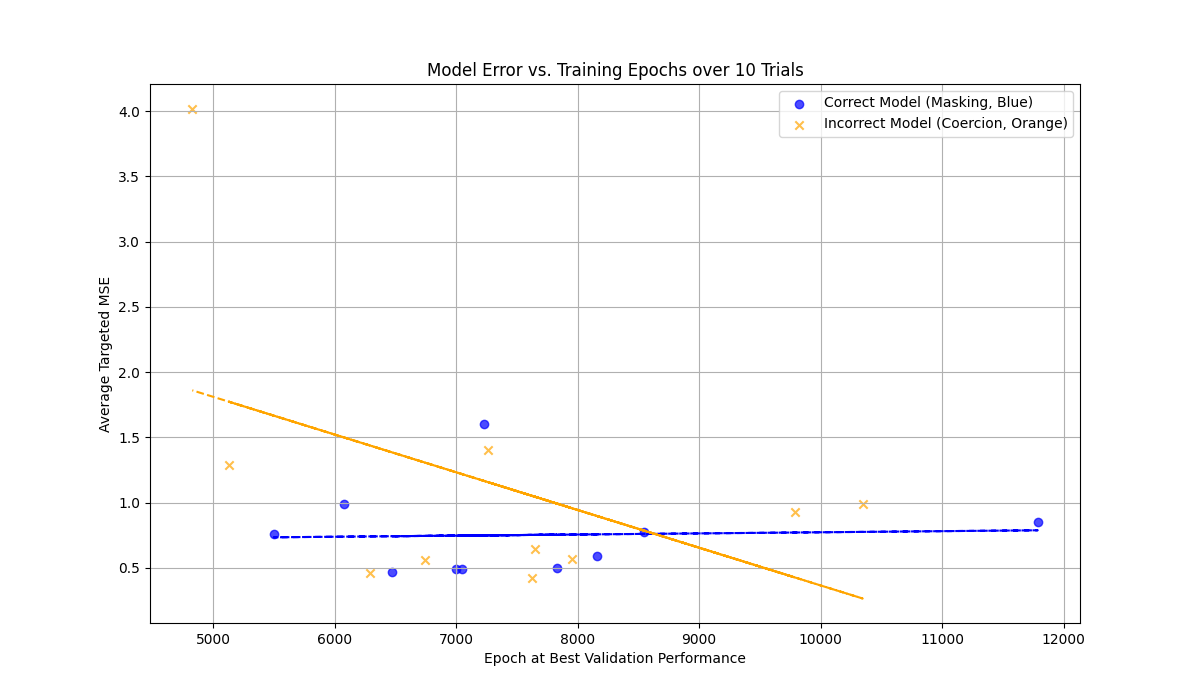 Model Error vs. Training Epochs over 10 Trials
Correct Model (Masking, Blue)
Incorrect Model (Coercion, Orange)
Average Targeted MSE
4.0
3.5
3.0
2.5
2.0
1.5
1.0
0.5
5000 6000 7000 8000 9000 10000 11000 12000
Epoch at Best Validation Performance